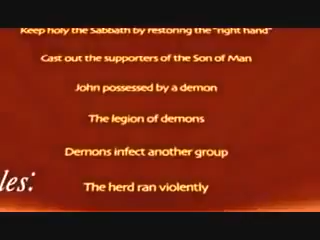 Keep holy the Sabbath by restoring the "right hand"
Cast out the supporters of the Son of Man
John possessed by a demon
The legion of demons
Demons infect another group
les:
The herd ran violently